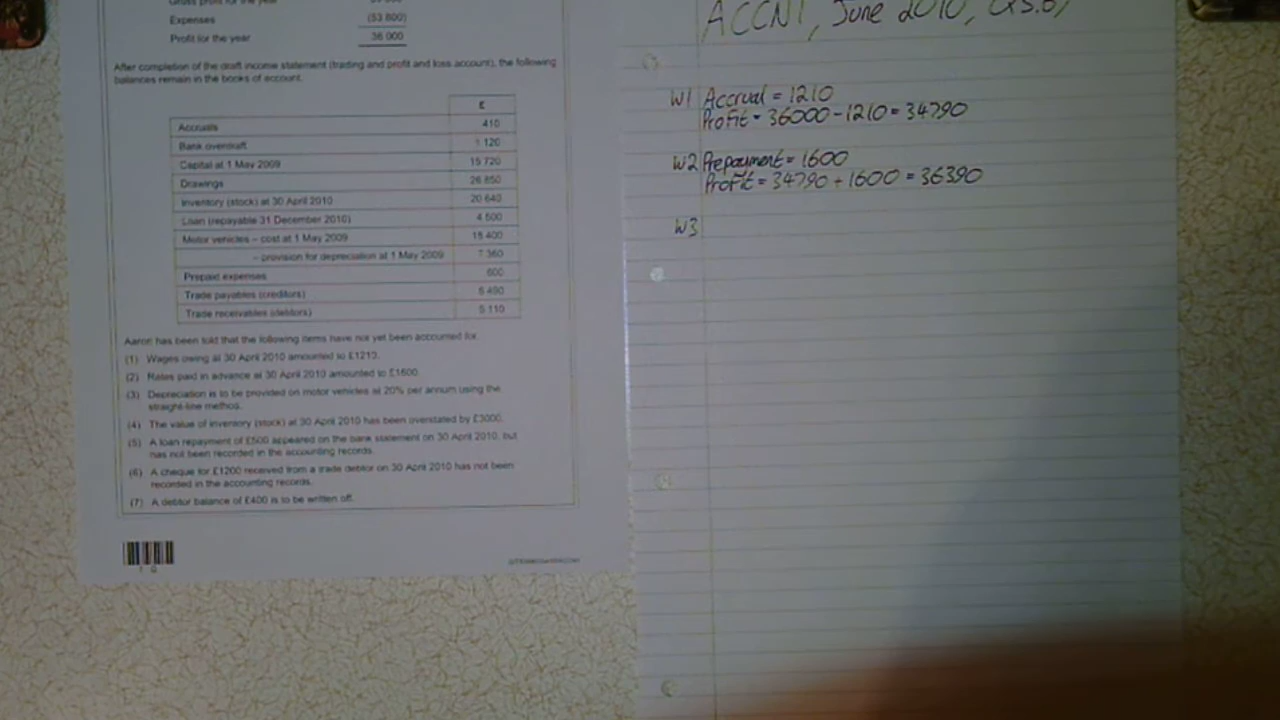 Gross profit for the year
Expenses (53 800)
Profit for the year 36 000
After completion of the draft income statement (trading and profit and loss account), the following
balances remain in the books of account.
£
Accruals 410
Bank overdraft 1 120
Capital at 1 May 2009 15 720
Drawings 26 850
Inventory (stock) at 30 April 2010 20 640
Loan (repayable 31 December 2010) 4 500
Motor vehicles – cost at 1 May 2009 18 400
– provision for depreciation at 1 May 2009 7 360
Prepaid expenses 600
Trade payables (creditors)
Trade receivables (debtors) 5 110
Aaron has been told that the following items have not yet been accounted for.
(1) Wages owing at 30 April 2010 amounted to £1210.
(2) Rates paid in advance at 30 April 2010 amounted to £1600.
(3) Depreciation is to be provided on motor vehicles at 20% per annum using the
straight-line method.
(4) The value of inventory (stock) at 30 April 2010 has been overstated by £3000.
(5) A loan repayment of £500 appeared on the bank statement on 30 April 2010, but
has not been recorded in the accounting records.
(6) A cheque for £1200 received from a trade debtor on 30 April 2010 has not been
recorded in the accounting records.
(7) A debtor balance of £400 is to be written off.
1 0
ACCN1, June 2010, Q3.b)
W1 Accrual = 1210
Profit = 36000 - 1210 = 34790
W2 Prepayment = 1600
Profit = 34790 + 1600 = 36390
W3